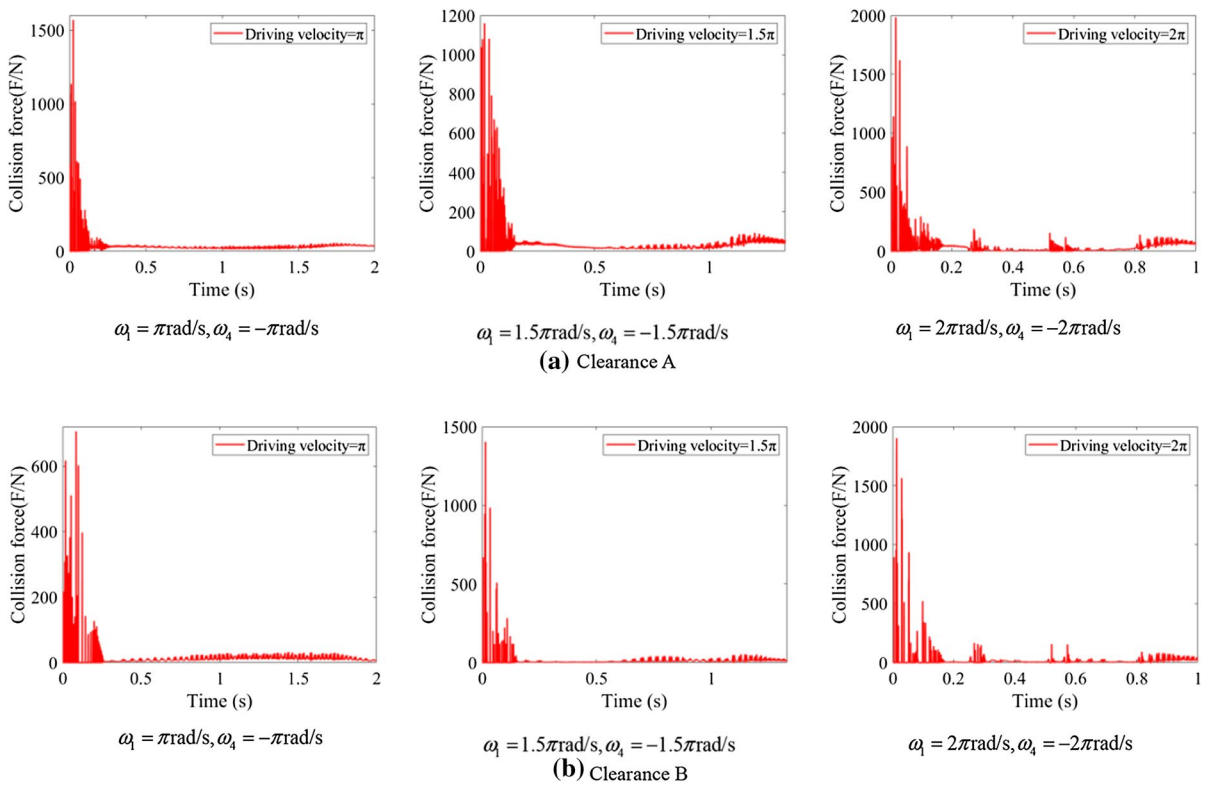 Collision force(F/N)
1500
1000
500
0
Driving velocity=π
0 0.5 1 1.5 2
Time (s)
ω₁ = πrad/s, ω₄ = −πrad/s
Collision force(F/N)
1200
1000
800
600
400
200
0
Driving velocity=1.5π
0 0.5 1
Time (s)
ω₁ = 1.5πrad/s, ω₄ = −1.5πrad/s
Collision force(F/N)
2000
1500
1000
500
0
Driving velocity=2π
0 0.2 0.4 0.6 0.8 1
Time (s)
ω₁ = 2πrad/s, ω₄ = −2πrad/s
(a) Clearance A
Collision force(F/N)
600
400
200
0
Driving velocity=π
0 0.5 1 1.5 2
Time (s)
ω₁ = πrad/s, ω₄ = −πrad/s
Collision force(F/N)
1500
1000
500
0
Driving velocity=1.5π
0 0.5 1
Time (s)
ω₁ = 1.5πrad/s, ω₄ = −1.5πrad/s
Collision force(F/N)
2000
1500
1000
500
0
Driving velocity=2π
0 0.2 0.4 0.6 0.8 1
Time (s)
ω₁ = 2πrad/s, ω₄ = −2πrad/s
(b) Clearance B